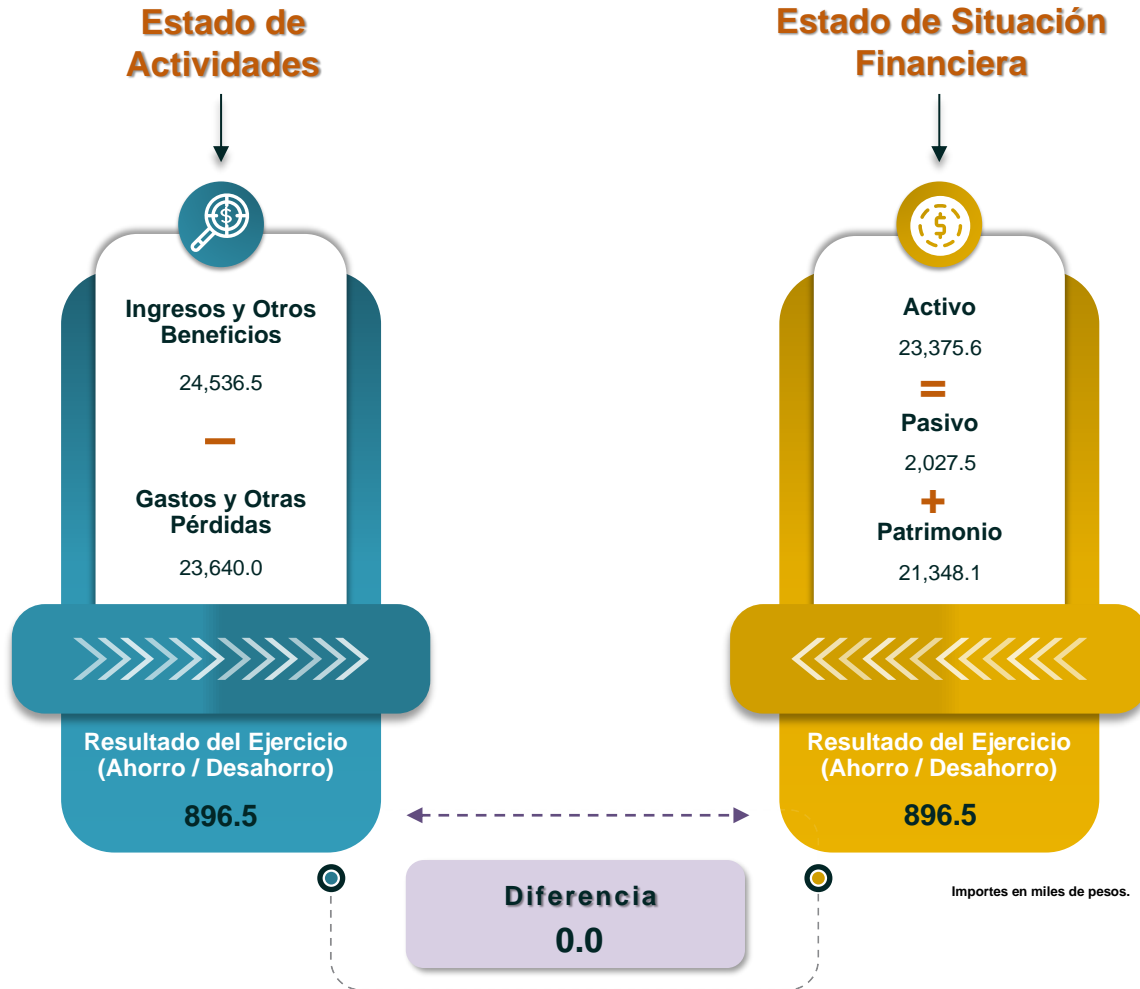 Estado de
Actividades
Ingresos y Otros
Beneficios
24,536.5
–
Gastos y Otras
Pérdidas
23,640.0
Resultado del Ejercicio
(Ahorro / Desahorro)
896.5
Estado de Situación
Financiera
Activo
23,375.6
=
Pasivo
2,027.5
+
Patrimonio
21,348.1
Resultado del Ejercicio
(Ahorro / Desahorro)
896.5
Diferencia
0.0
Importes en miles de pesos.